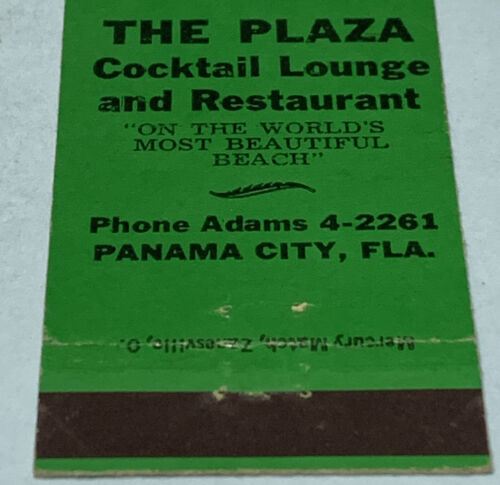 THE PLAZA
Cocktail Lounge
and Restaurant
"ON THE WORLD'S
MOST BEAUTIFUL
BEACH"
Phone Adams 4-2261
PANAMA CITY, FLA.
Mercury Match, Zanesville, O.